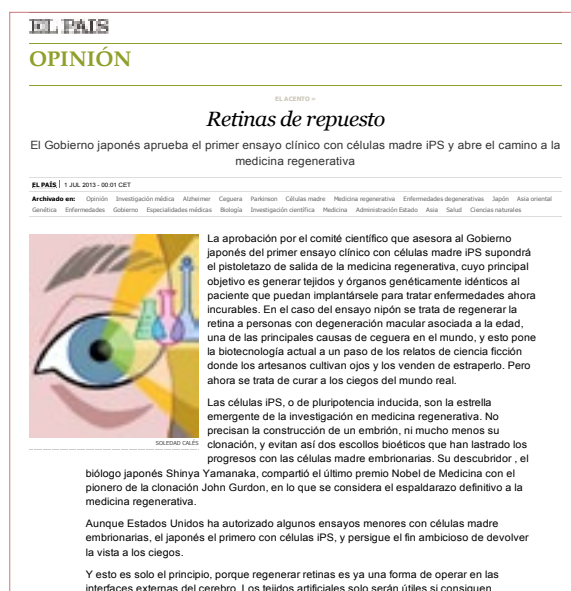 EL PAIS
OPINIÓN
EL ACENTO »
Retinas de repuesto
El Gobierno japonés aprueba el primer ensayo clínico con células madre iPS y abre el camino a la
medicina regenerativa
EL PAÍS | 1 JUL 2013 - 00:01 CET
Archivado en: Opinión Investigación médica Alzheimer Ceguera Parkinson Células madre Medicina regenerativa Enfermedades degenerativas Japón Asia oriental
Genética Enfermedades Gobierno Especialidades médicas Biología Investigación científica Medicina Administración Estado Asia Salud Ciencias naturales
La aprobación por el comité científico que asesora al Gobierno
japonés del primer ensayo clínico con células madre iPS supondrá
el pistoletazo de salida de la medicina regenerativa, cuyo principal
objetivo es generar tejidos y órganos genéticamente idénticos al
paciente que puedan implantársele para tratar enfermedades ahora
incurables. En el caso del ensayo nipón se trata de regenerar la
retina a personas con degeneración macular asociada a la edad,
una de las principales causas de ceguera en el mundo, y esto pone
la biotecnología actual a un paso de los relatos de ciencia ficción
donde los artesanos cultivan ojos y los venden de estraperlo. Pero
ahora se trata de curar a los ciegos del mundo real.
SOLEDAD CALÉS
Las células iPS, o de pluripotencia inducida, son la estrella
emergente de la investigación en medicina regenerativa. No
precisan la construcción de un embrión, ni mucho menos su
clonación, y evitan así dos escollos bioéticos que han lastrado los
progresos con las células madre embrionarias. Su descubridor , el
biólogo japonés Shinya Yamanaka, compartió el último premio Nobel de Medicina con el
pionero de la clonación John Gurdon, en lo que se considera el espaldarazo definitivo a la
medicina regenerativa.
Aunque Estados Unidos ha autorizado algunos ensayos menores con células madre
embrionarias, el japonés el primero con células iPS, y persigue el fin ambicioso de devolver
la vista a los ciegos.
Y esto es solo el principio, porque regenerar retinas es ya una forma de operar en las
interfaces externas del cerebro. Los tejidos artificiales solo serán útiles si consiguen